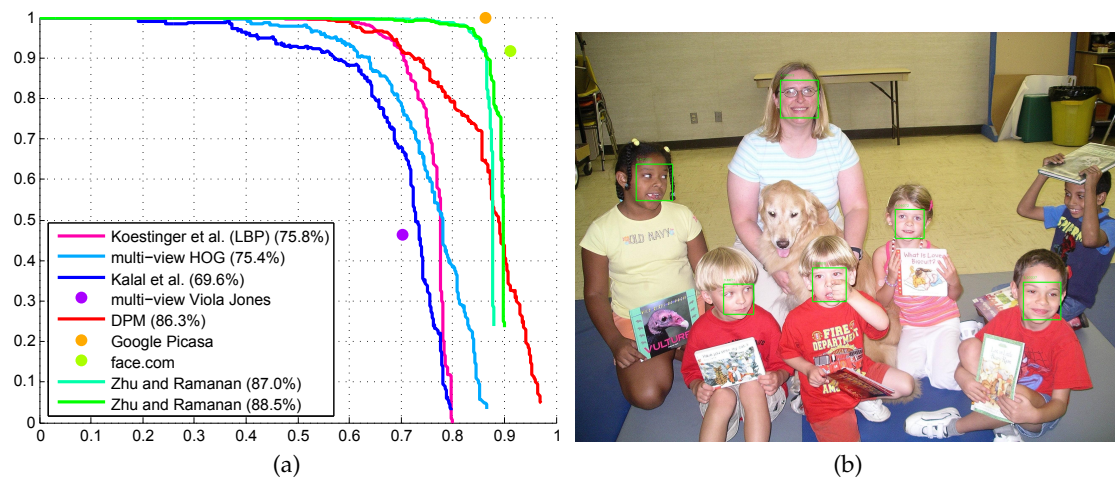 1
0.9
0.8
0.7
0.6
0.5
0.4
0.3
0.2
0.1
0
Koestinger et al. (LBP) (75.8%)
multi−view HOG (75.4%)
Kalal et al. (69.6%)
multi−view Viola Jones
DPM (86.3%)
Google Picasa
face.com
Zhu and Ramanan (87.0%)
Zhu and Ramanan (88.5%)
0 0.1 0.2 0.3 0.4 0.5 0.6 0.7 0.8 0.9 1
(a)
OLD NAVY
VULTURE
FIRE
DEPARTMENT
What is Love,
Biscuit?
(b)